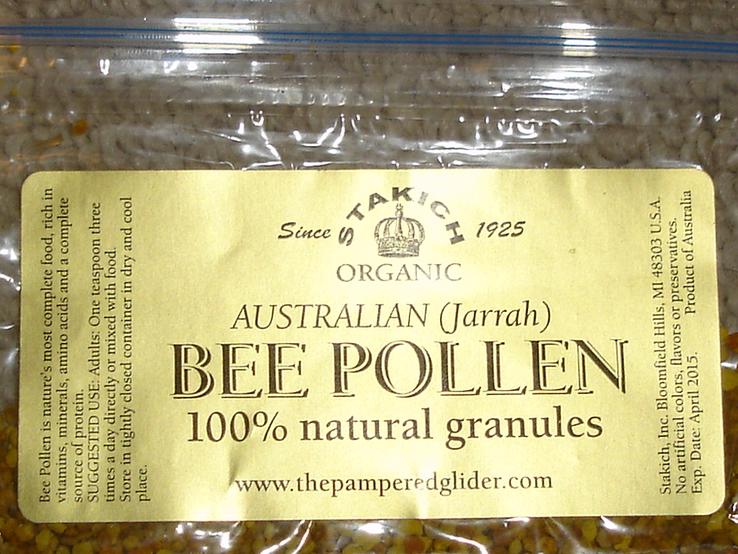 Bee Pollen is nature's most complete food, rich in
vitamins, minerals, amino acids and a complete
source of protein.
SUGGESTED USE: Adults: One teaspoon three
times a day directly or mixed with food.
Store in tightly closed container in dry and cool
place.
STAKICH
Since 1925
ORGANIC
AUSTRALIAN (Jarrah)
BEE POLLEN
100% natural granules
www.thepamperedglider.com
Stakich, Inc. Bloomfield Hills, MI 48303 U.S.A.
No artificial colors, flavors or preservatives.
Exp. Date: April 2015. Product of Australia